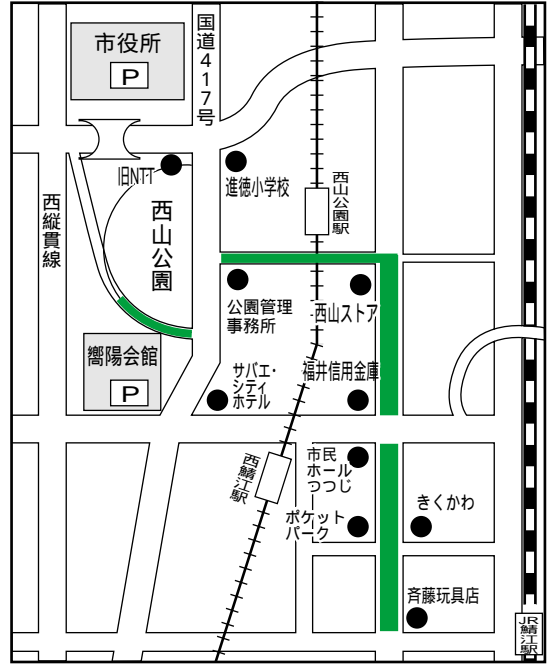 市役所
P
国道417号
旧NTT
進徳小学校
西山公園駅
西縦貫線
西山公園
公園管理
事務所
西山ストア
嚮陽会館
P
サバエ・
シティ
ホテル
福井信用金庫
西鯖江駅
市民
ホール
つつじ
ポケット
パーク
きくかわ
斉藤玩具店
JR鯖江駅